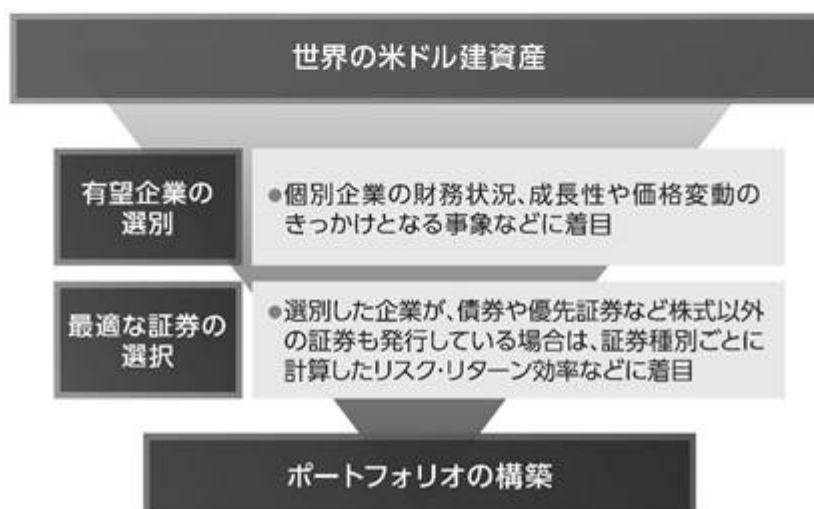 世界の米ドル建資産
有望企業の
選別
●個別企業の財務状況、成長性や価格変動の
きっかけとなる事象などに着目
最適な証券の
選択
●選別した企業が、債券や優先証券など株式以外
の証券も発行している場合は、証券種別ごとに
計算したリスク・リターン効率などに着目
ポートフォリオの構築